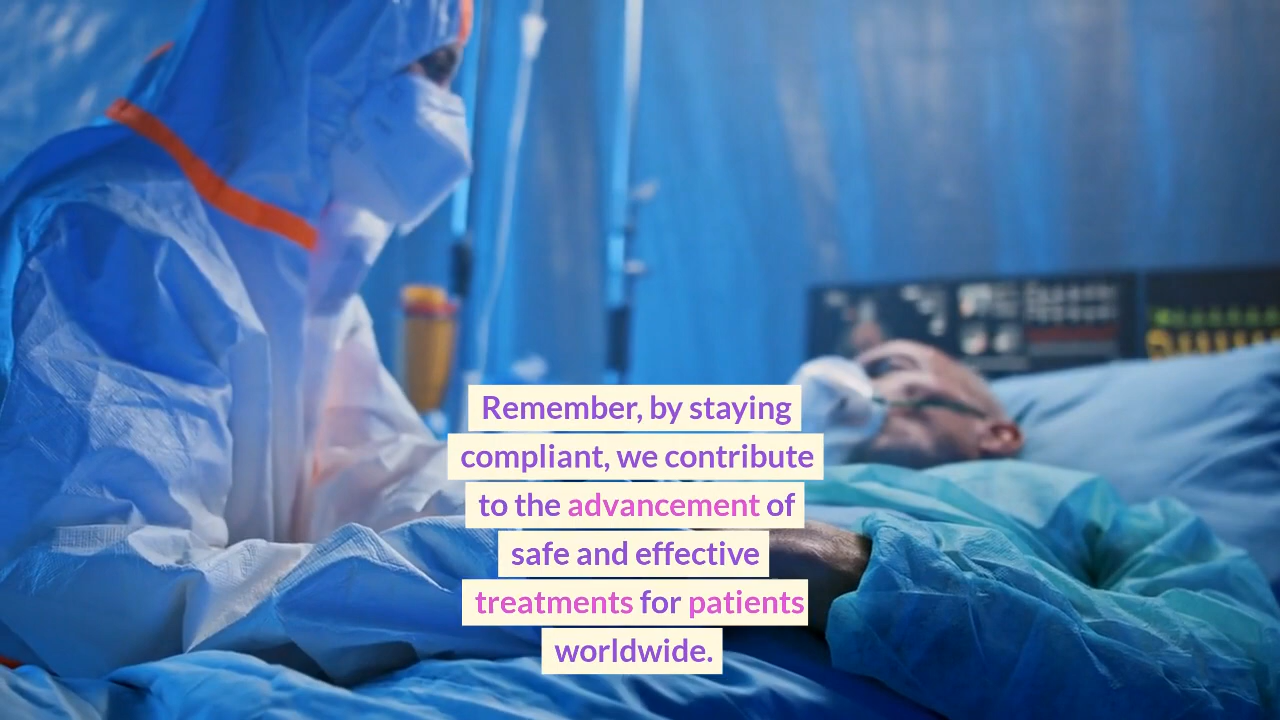 Remember, by staying
compliant, we contribute
to the advancement of
safe and effective
treatments for patients
worldwide.